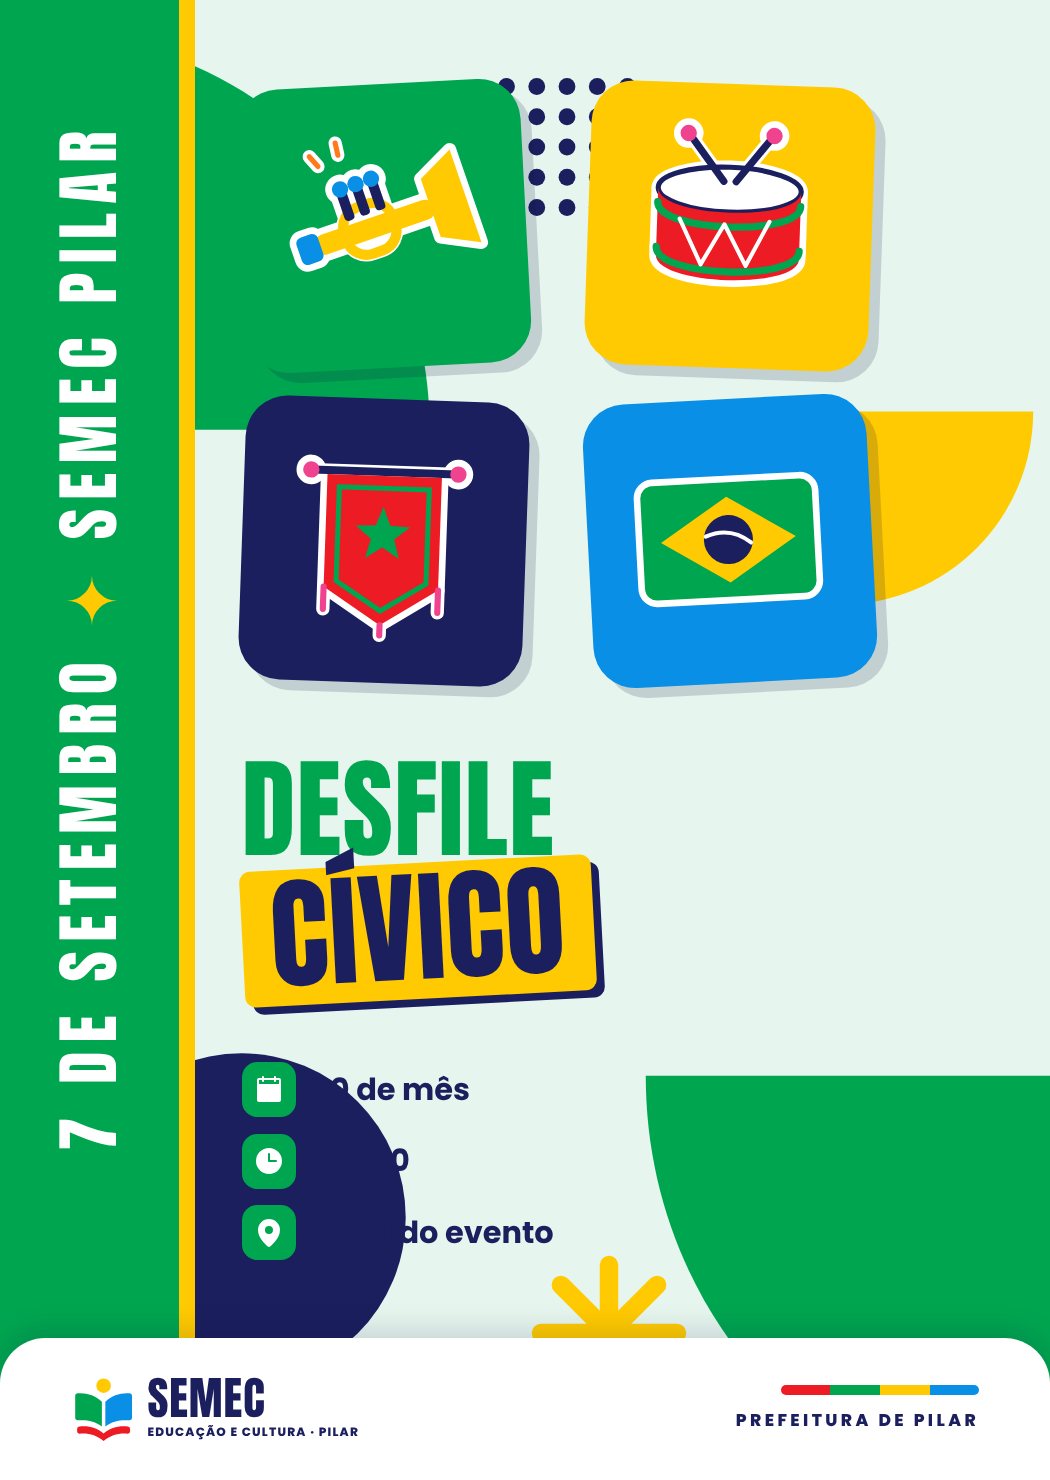 7 DE SETEMBRO ✦ SEMEC PILAR
DESFILE
CÍVICO
de mês
do evento
SEMEC
EDUCAÇÃO E CULTURA · PILAR
PREFEITURA DE PILAR